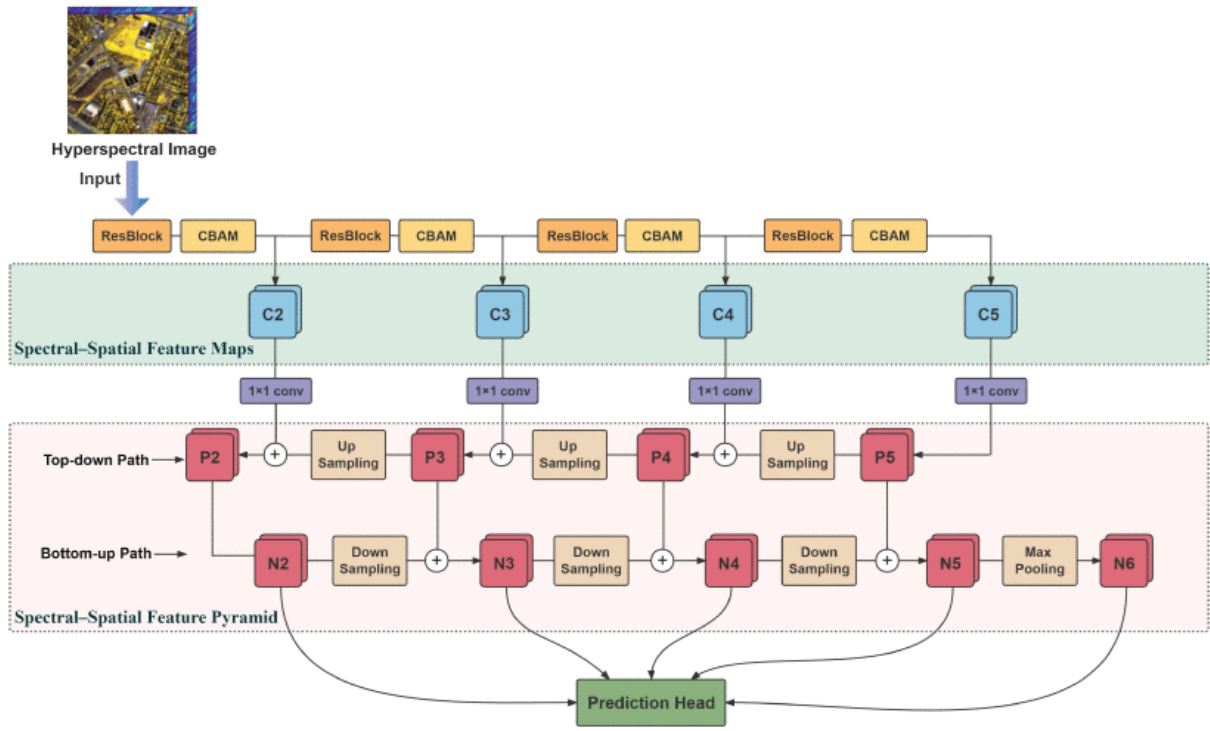 Hyperspectral Image
Input
ResBlock CBAM ResBlock CBAM ResBlock CBAM ResBlock CBAM
C2 C3 C4 C5
Spectral–Spatial Feature Maps
1×1 conv 1×1 conv 1×1 conv 1×1 conv
Top-down Path P2 + Up Sampling P3 + Up Sampling P4 + Up Sampling P5
Bottom-up Path N2 Down Sampling + N3 Down Sampling + N4 Down Sampling + N5 Max Pooling N6
Spectral–Spatial Feature Pyramid
Prediction Head